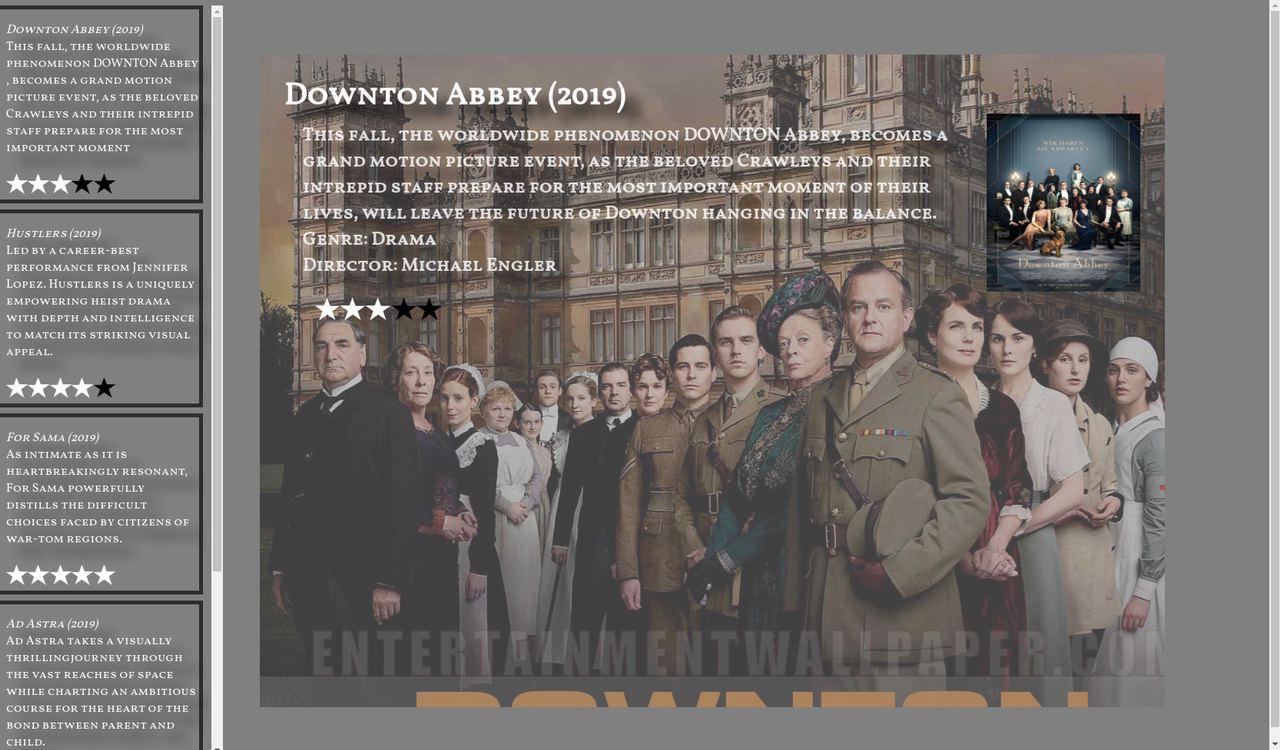 Downton Abbey (2019)
This fall, the worldwide
phenomenon DOWNTON Abbey
, becomes a grand motion
picture event, as the beloved
Crawleys and their intrepid
staff prepare for the most
important moment
★★★★★
Hustlers (2019)
Led by a career-best
performance from Jennifer
Lopez. Hustlers is a uniquely
empowering heist drama
with depth and intelligence
to match its striking visual
appeal.
★★★★★
For Sama (2019)
As intimate as it is
heartbreakingly resonant,
For Sama powerfully
distills the difficult
choices faced by citizens of
war-tom regions.
★★★★★
Ad Astra (2019)
Ad Astra takes a visually
thrillingjourney through
the vast reaches of space
while charting an ambitious
course for the heart of the
bond between parent and
child.
Downton Abbey (2019)
This fall, the worldwide phenomenon DOWNTON Abbey, becomes a
grand motion picture event, as the beloved Crawleys and their
intrepid staff prepare for the most important moment of their
lives, will leave the future of Downton hanging in the balance.
Genre: Drama
Director: Michael Engler
★★★★★
WIR HABEN
SIE ERWARTET
Downton Abbey
ENTERTAINMENTWALLPAPER.COM
DOWNTON